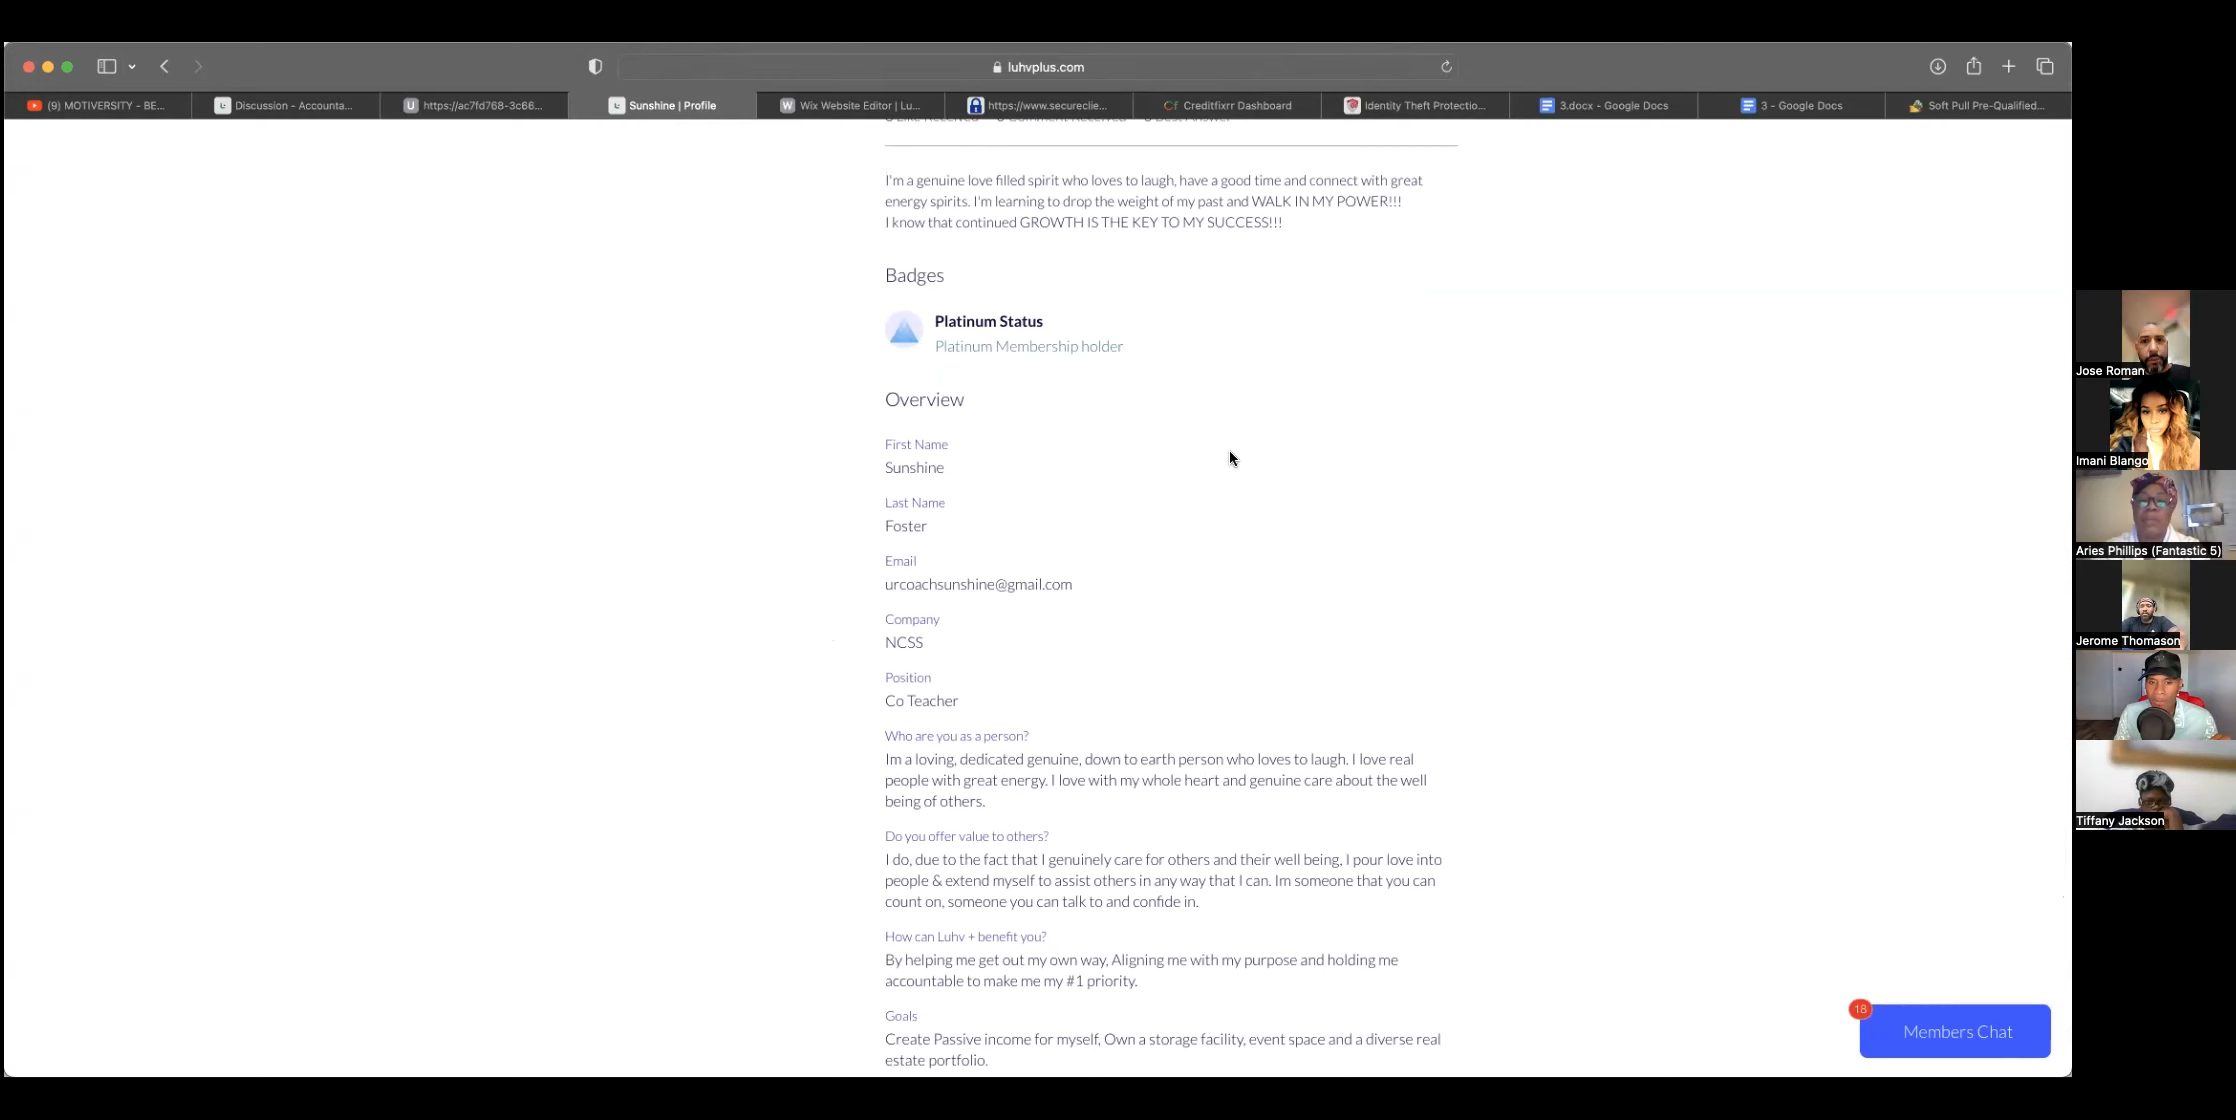 luhvplus.com
(9) MOTIVERSITY - BE...
Discussion - Accounta...
https://ac7fd768-3c66...
Sunshine | Profile
Wix Website Editor | Lu...
https://www.secureclie...
Creditfixrr Dashboard
Identity Theft Protectio...
3.docx - Google Docs
3 - Google Docs
Soft Pull Pre-Qualified...
0 Like Received 0 Comment Received 0 Best Answer
I'm a genuine love filled spirit who loves to laugh, have a good time and connect with great
energy spirits. I'm learning to drop the weight of my past and WALK IN MY POWER!!!
I know that continued GROWTH IS THE KEY TO MY SUCCESS!!!
Badges
Platinum Status
Platinum Membership holder
Overview
First Name
Sunshine
Last Name
Foster
Email
urcoachsunshine@gmail.com
Company
NCSS
Position
Co Teacher
Who are you as a person?
Im a loving, dedicated genuine, down to earth person who loves to laugh. I love real
people with great energy. I love with my whole heart and genuine care about the well
being of others.
Do you offer value to others?
I do, due to the fact that I genuinely care for others and their well being, I pour love into
people & extend myself to assist others in any way that I can. Im someone that you can
count on, someone you can talk to and confide in.
How can Luhv + benefit you?
By helping me get out my own way, Aligning me with my purpose and holding me
accountable to make me my #1 priority.
Goals
Create Passive income for myself, Own a storage facility, event space and a diverse real
estate portfolio.
18
Members Chat
Jose Roman
Imani Blango
Aries Phillips (Fantastic 5)
Jerome Thomason
Tiffany Jackson